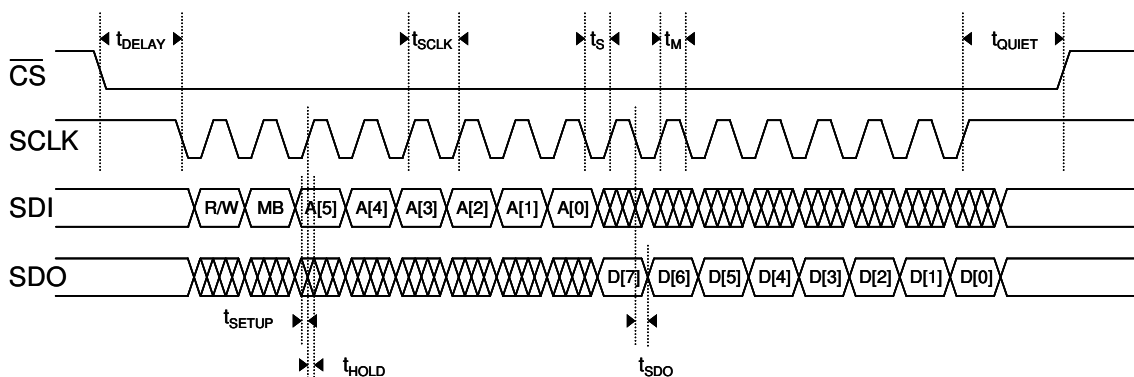 tDELAY tSCLK tS tM tQUIET
CS
SCLK
SDI R/W MB A[5] A[4] A[3] A[2] A[1] A[0]
SDO D[7] D[6] D[5] D[4] D[3] D[2] D[1] D[0]
tSETUP
tHOLD tSDO